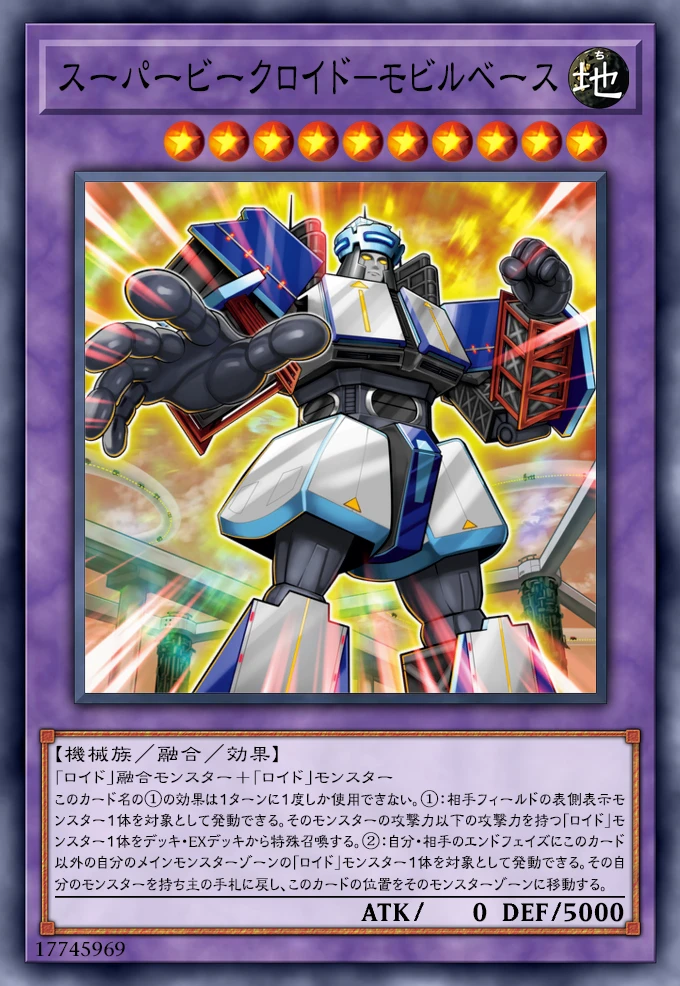 スーパービークロイド－モビルベース
ち
地
【機械族／融合／効果】
「ロイド」融合モンスター＋「ロイド」モンスター
このカード名の①の効果は1ターンに1度しか使用できない。①：相手フィールドの表側表示モ
ンスター1体を対象として発動できる。そのモンスターの攻撃力以下の攻撃力を持つ「ロイド」モ
ンスター1体をデッキ・EXデッキから特殊召喚する。②：自分・相手のエンドフェイズにこのカード
以外の自分のメインモンスターゾーンの「ロイド」モンスター1体を対象として発動できる。その自
分のモンスターを持ち主の手札に戻し、このカードの位置をそのモンスターゾーンに移動する。
ATK/ 0 DEF/5000
17745969